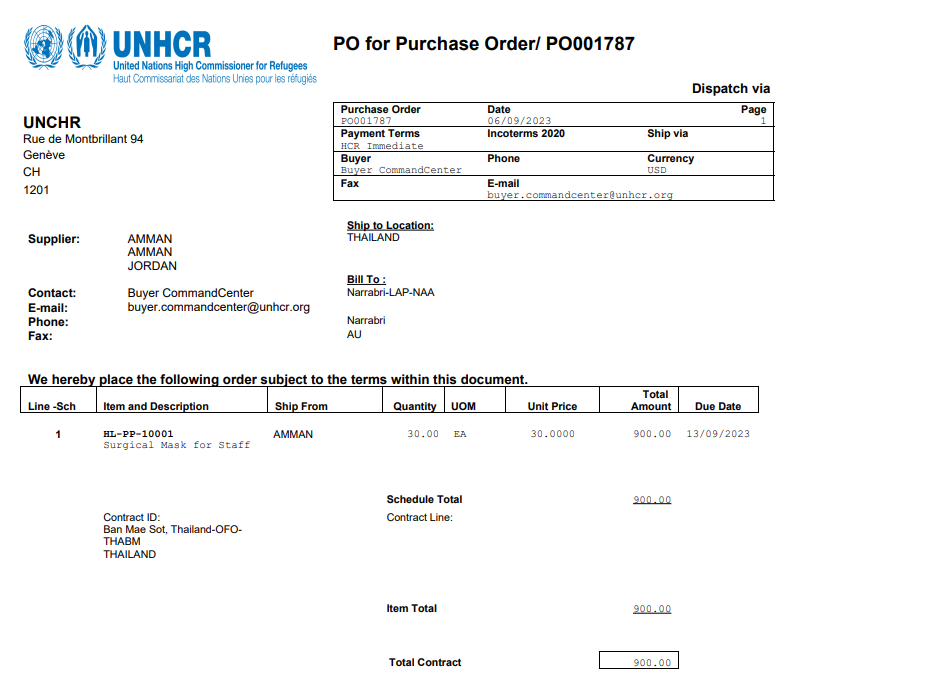 UNHCR
United Nations High Commissioner for Refugees
Haut Commissariat des Nations Unies pour les réfugiés
PO for Purchase Order/ PO001787
Dispatch via
UNCHR
Rue de Montbrillant 94
Genève
CH
1201
Purchase Order Date Page
PO001787 06/09/2023 1
Payment Terms Incoterms 2020 Ship via
HCR Immediate
Buyer Phone Currency
Buyer CommandCenter USD
Fax E-mail
buyer.commandcenter@unhcr.org
Supplier: AMMAN
AMMAN
JORDAN
Contact: Buyer CommandCenter
E-mail: buyer.commandcenter@unhcr.org
Phone:
Fax:
Ship to Location:
THAILAND
Bill To :
Narrabri-LAP-NAA
Narrabri
AU
We hereby place the following order subject to the terms within this document.
Line -Sch Item and Description Ship From Quantity UOM Unit Price Total Amount Due Date
1 HL-PP-10001 AMMAN 30.00 EA 30.0000 900.00 13/09/2023
Surgical Mask for Staff
Schedule Total 900.00
Contract ID: Contract Line:
Ban Mae Sot, Thailand-OFO-
THABM
THAILAND
Item Total 900.00
Total Contract 900.00